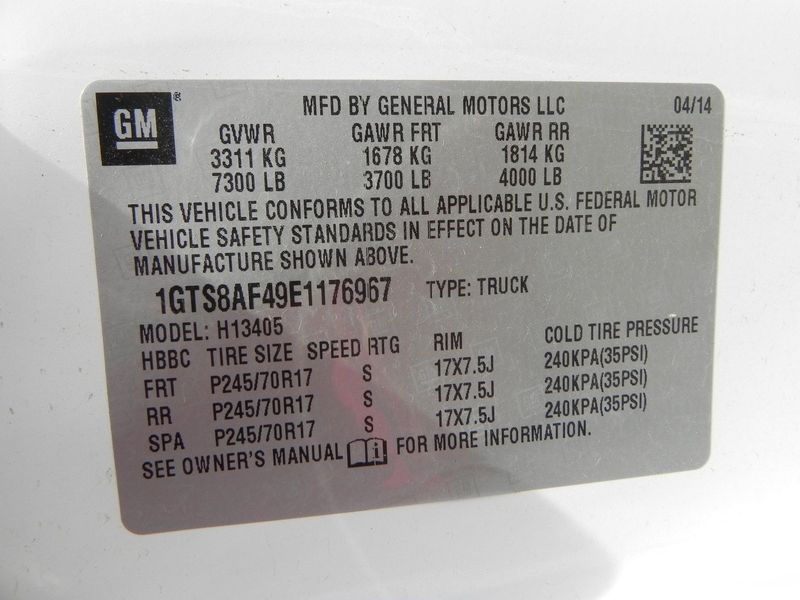 GM ®
MFD BY GENERAL MOTORS LLC 04/14
GVWR GAWR FRT GAWR RR
3311 KG 1678 KG 1814 KG
7300 LB 3700 LB 4000 LB
THIS VEHICLE CONFORMS TO ALL APPLICABLE U.S. FEDERAL MOTOR
VEHICLE SAFETY STANDARDS IN EFFECT ON THE DATE OF
MANUFACTURE SHOWN ABOVE.
1GTS8AF49E1176967 TYPE: TRUCK
MODEL: H13405
HBBC TIRE SIZE SPEED RTG RIM COLD TIRE PRESSURE
FRT P245/70R17 S 17X7.5J 240KPA(35PSI)
RR P245/70R17 S 17X7.5J 240KPA(35PSI)
SPA P245/70R17 S 17X7.5J 240KPA(35PSI)
SEE OWNER'S MANUAL i FOR MORE INFORMATION.